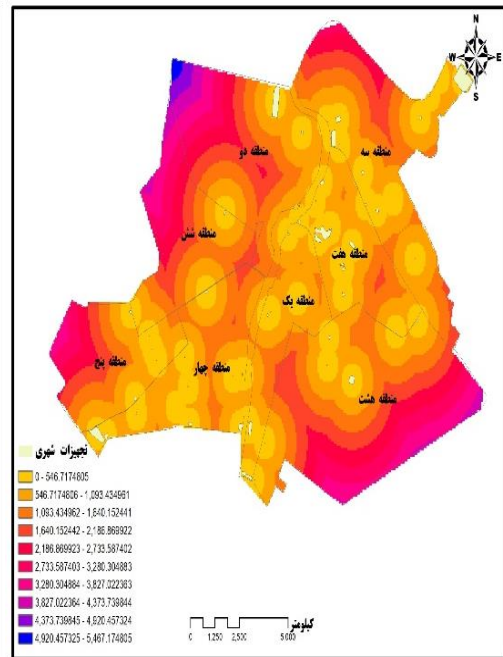 N
W E
S
منطقه سه
منطقه دو
منطقه شش
منطقه هفت
منطقه یک
منطقه پنج
منطقه چهار
منطقه هشت
تجهیزات شهری
0 - 546.7174805
546.7174806 - 1,093.434961
1,093.434962 - 1,640.152441
1,640.152442 - 2,186.869922
2,186.869923 - 2,733.587402
2,733.587403 - 3,280.304883
3,280.304884 - 3,827.022363
3,827.022364 - 4,373.739844
4,373.739845 - 4,920.457324
4,920.457325 - 5,467.174805
کیلومتر
0 1,250 2,500 5,000